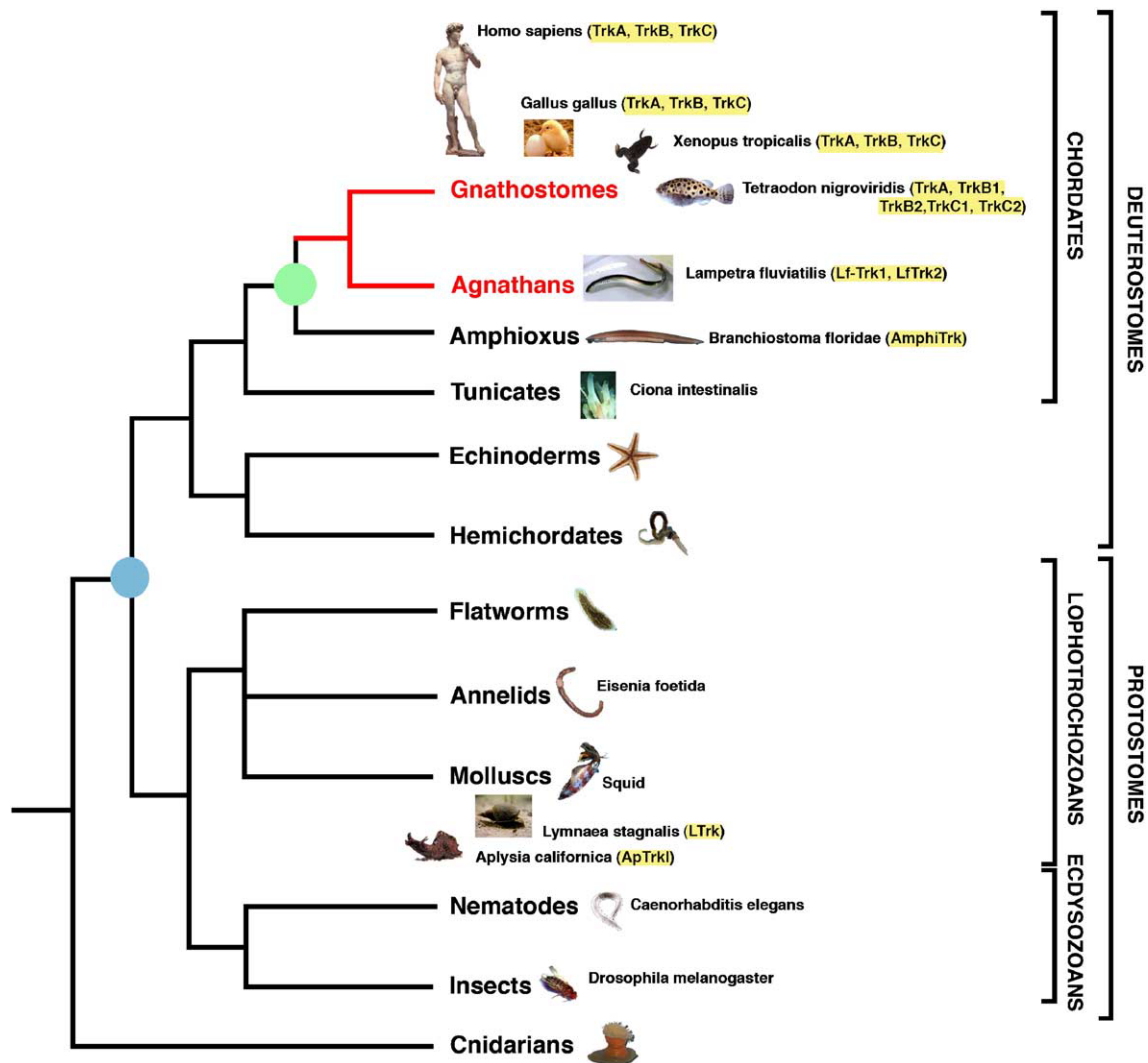 Homo sapiens (TrkA, TrkB, TrkC)
Gallus gallus (TrkA, TrkB, TrkC)
Xenopus tropicalis (TrkA, TrkB, TrkC)
Gnathostomes
Tetraodon nigroviridis (TrkA, TrkB1,
TrkB2,TrkC1, TrkC2)
Agnathans
Lampetra fluviatilis (Lf-Trk1, LfTrk2)
Amphioxus
Branchiostoma floridae (AmphiTrk)
Tunicates
Ciona intestinalis
Echinoderms
Hemichordates
Flatworms
Annelids
Eisenia foetida
Molluscs
Squid
Lymnaea stagnalis (LTrk)
Aplysia californica (ApTrkl)
Nematodes
Caenorhabditis elegans
Insects
Drosophila melanogaster
Cnidarians
CHORDATES
DEUTEROSTOMES
LOPHOTROCHOZOANS
ECDYSOZOANS
PROTOSTOMES